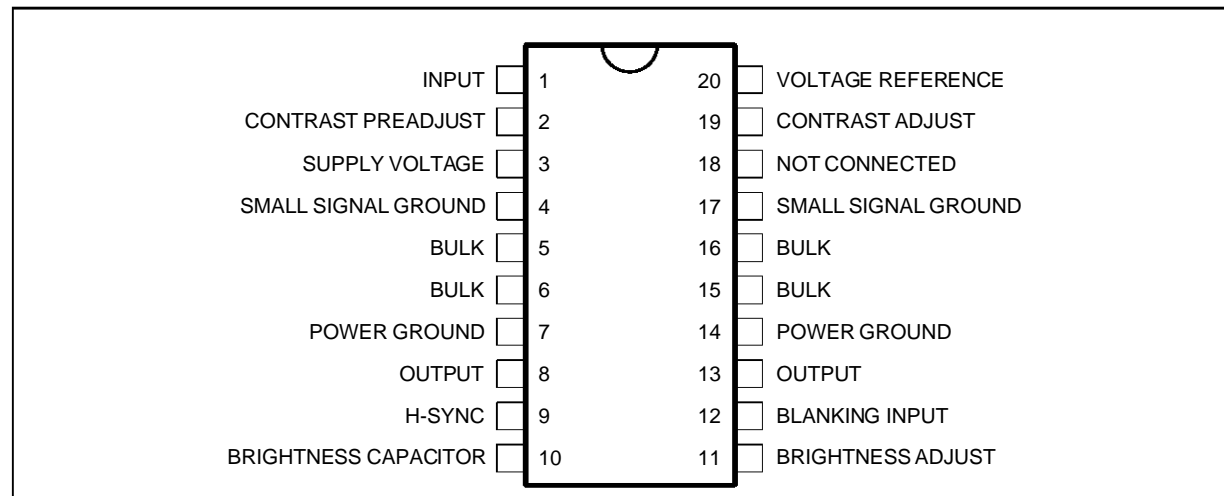 INPUT 1 20 VOLTAGE REFERENCE
CONTRAST PREADJUST 2 19 CONTRAST ADJUST
SUPPLY VOLTAGE 3 18 NOT CONNECTED
SMALL SIGNAL GROUND 4 17 SMALL SIGNAL GROUND
BULK 5 16 BULK
BULK 6 15 BULK
POWER GROUND 7 14 POWER GROUND
OUTPUT 8 13 OUTPUT
H-SYNC 9 12 BLANKING INPUT
BRIGHTNESS CAPACITOR 10 11 BRIGHTNESS ADJUST